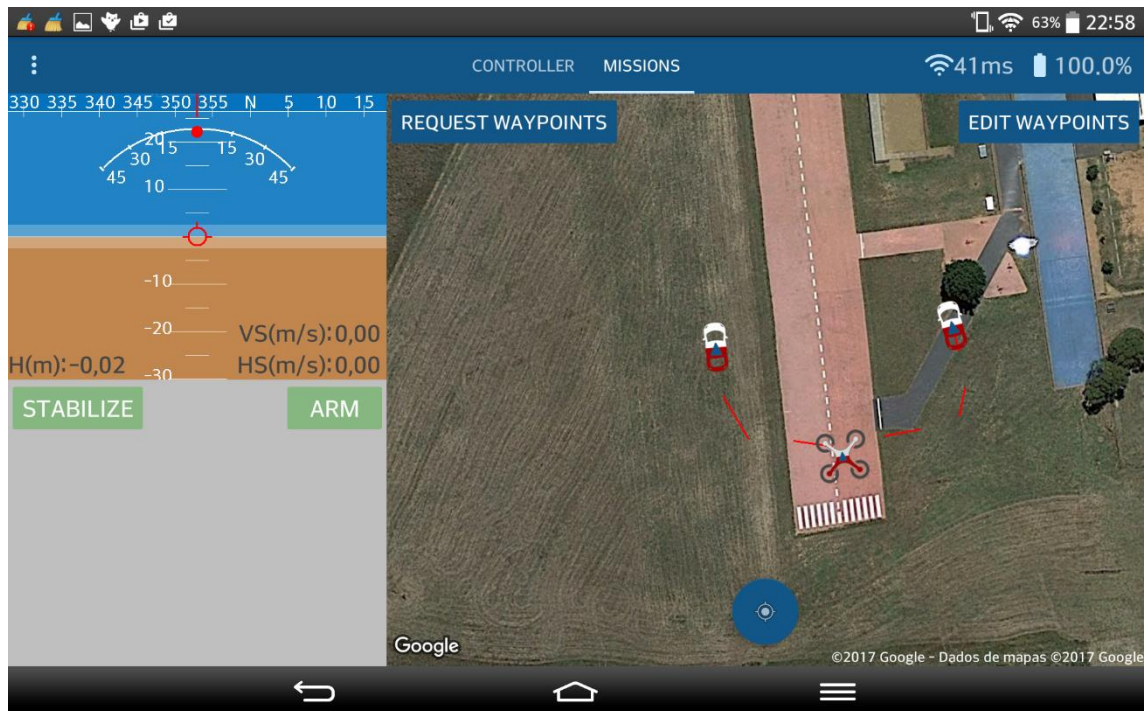 63% 22:58
CONTROLLER MISSIONS 41ms 100.0%
330 335 340 345 350 355 N 5 10 15
REQUEST WAYPOINTS
EDIT WAYPOINTS
20
15 15
30 30
45 45
10
-10
-20
VS(m/s):0,00
H(m):-0,02
-30
HS(m/s):0,00
STABILIZE
ARM
Google
©2017 Google - Dados de mapas ©2017 Google